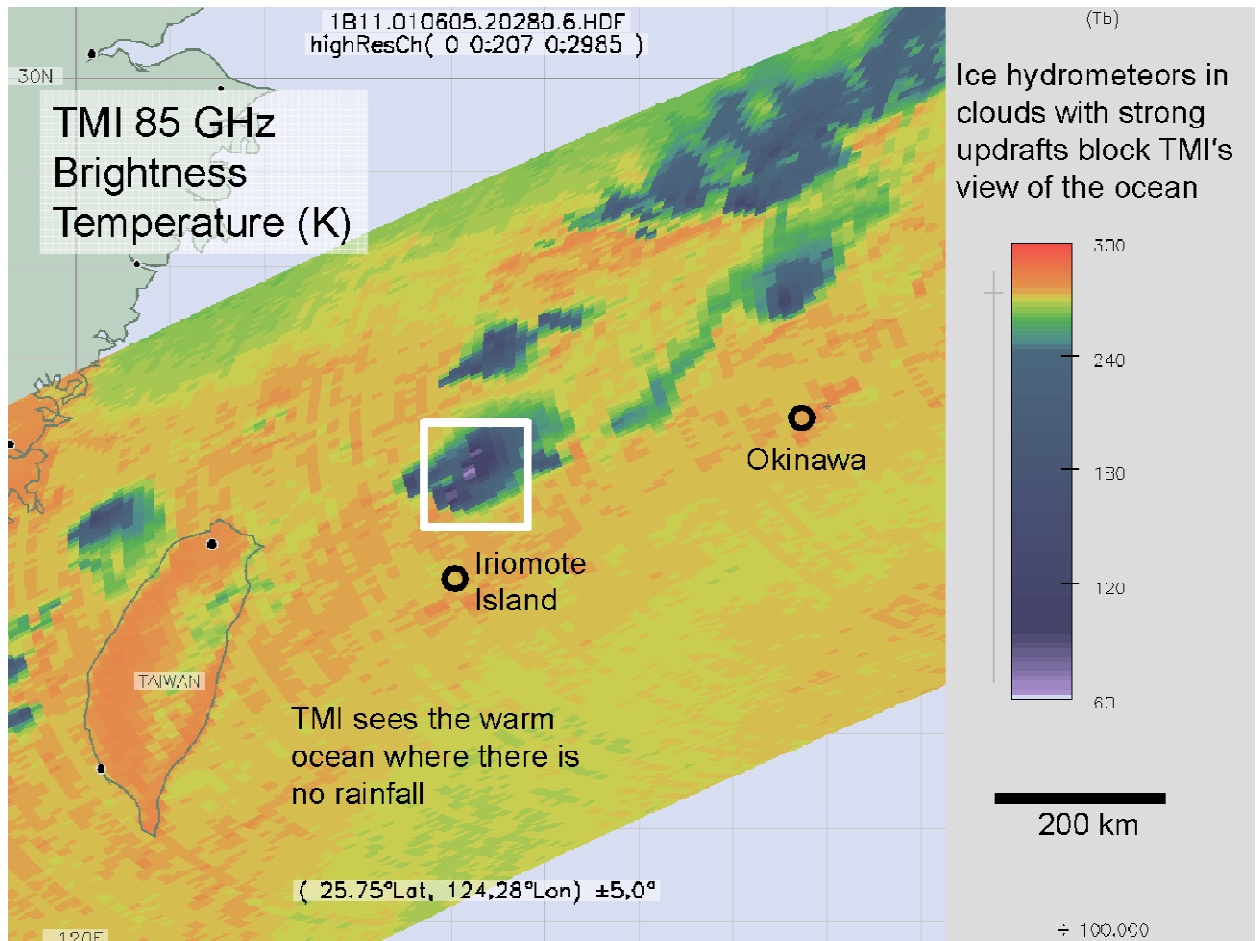 1B11.010605.20280.6.HDF
highResCh( 0 0:207 0:2985 )
30N
TMI 85 GHz
Brightness
Temperature (K)
Okinawa
Iriomote
Island
TAIWAN
TMI sees the warm
ocean where there is
no rainfall
( 25.75°Lat, 124.28°Lon) ±5.0°
120E
(Tb)
Ice hydrometeors in
clouds with strong
updrafts block TMI's
view of the ocean
300
240
130
120
60
200 km
÷ 100.000